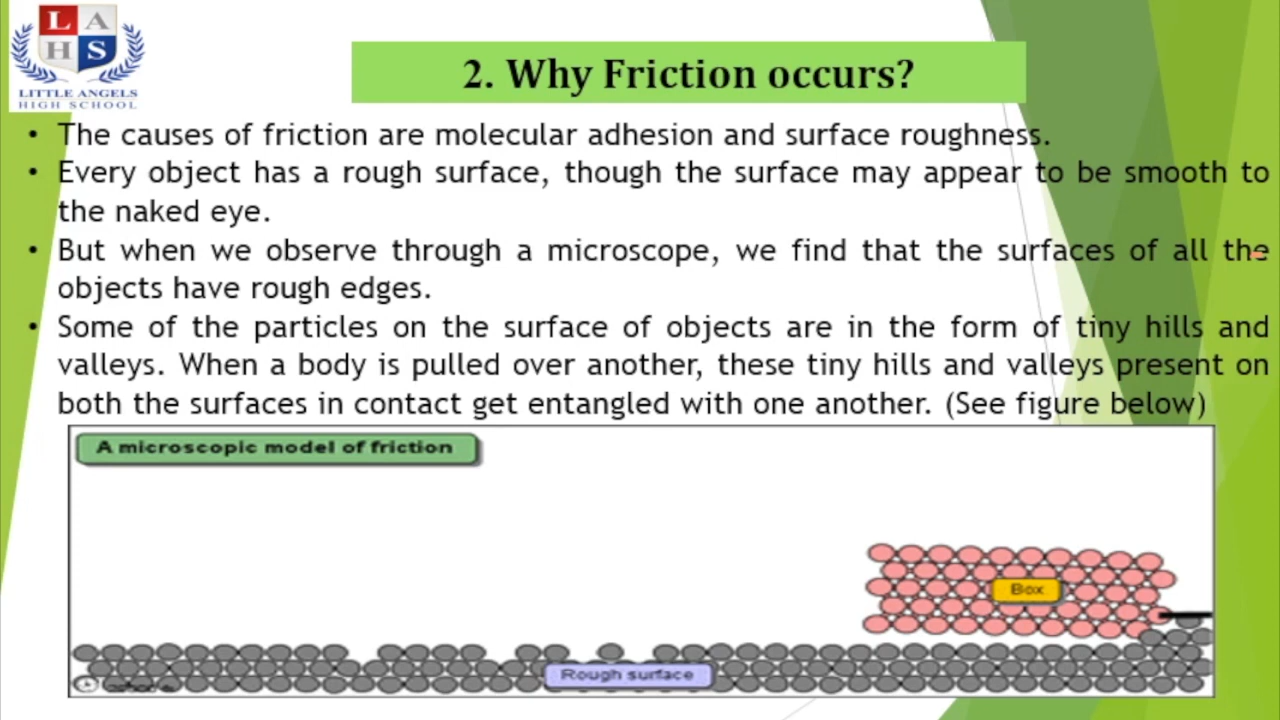 L A
H S
LITTLE ANGELS
HIGH SCHOOL
2. Why Friction occurs?
• The causes of friction are molecular adhesion and surface roughness.
• Every object has a rough surface, though the surface may appear to be smooth to
the naked eye.
• But when we observe through a microscope, we find that the surfaces of all the
objects have rough edges.
• Some of the particles on the surface of objects are in the form of tiny hills and
valleys. When a body is pulled over another, these tiny hills and valleys present on
both the surfaces in contact get entangled with one another. (See figure below)
A microscopic model of friction
Box
Rough surface